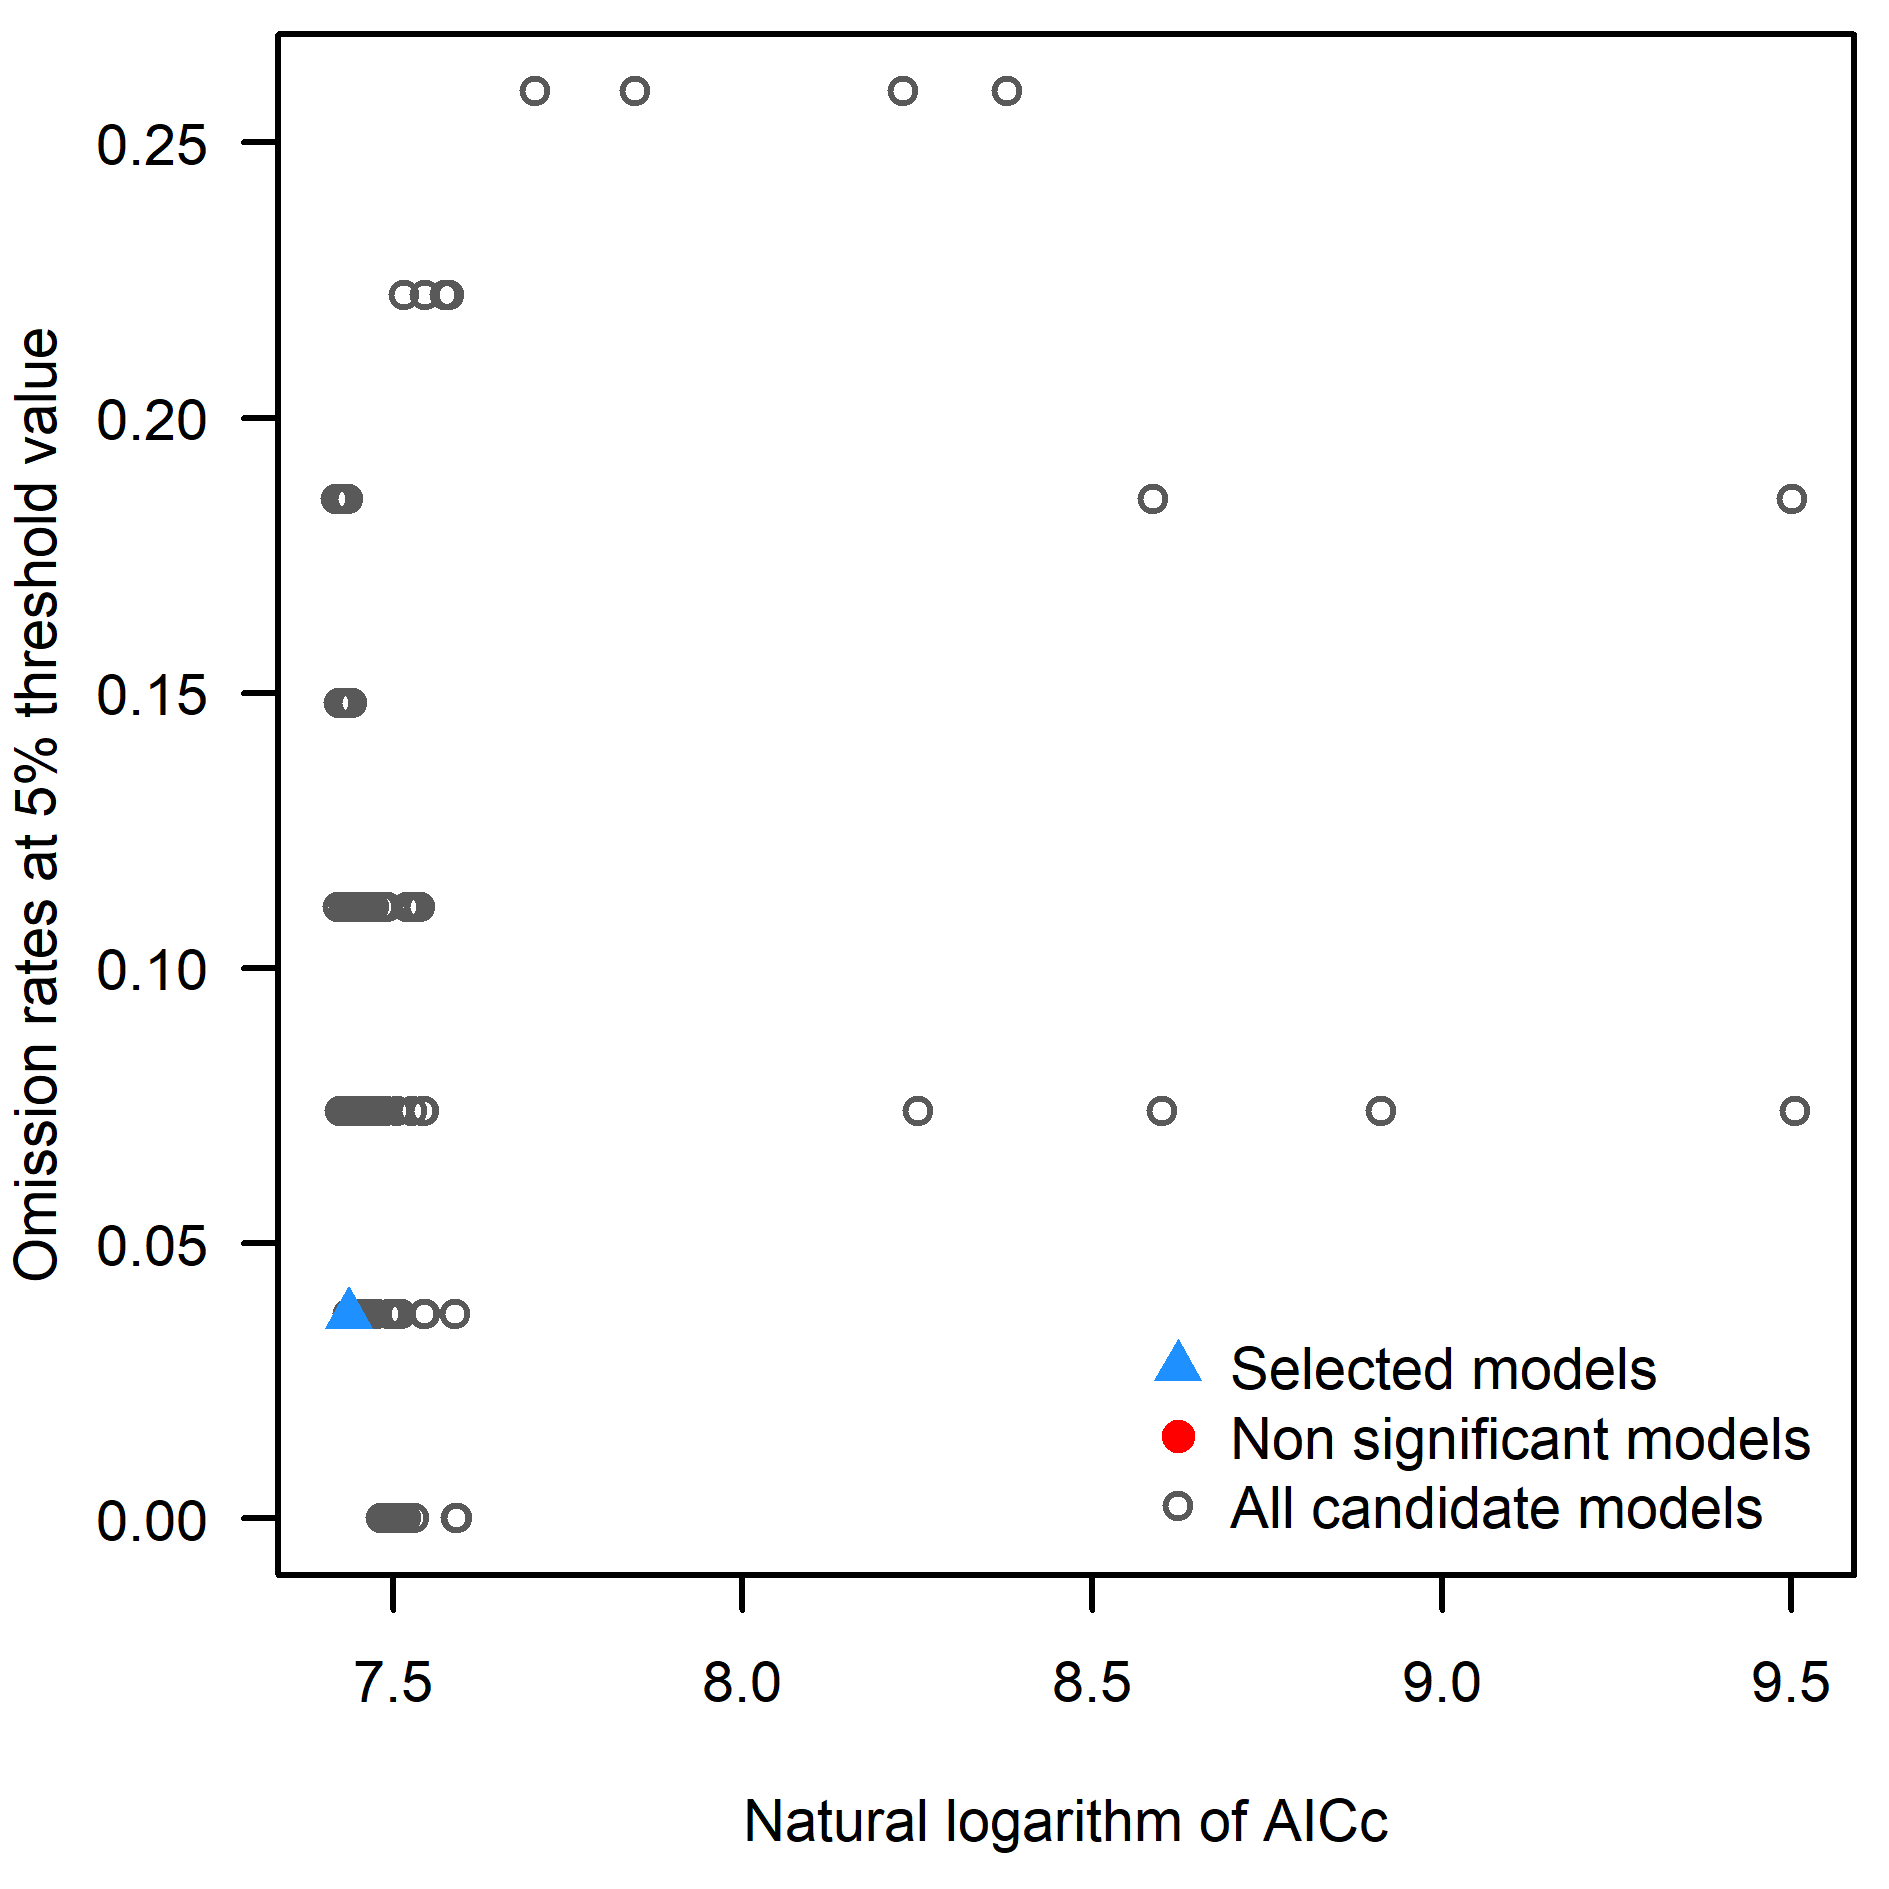 Omission rates at 5% threshold value
0.25
0.20
0.15
0.10
0.05
0.00
Selected models
Non significant models
All candidate models
7.5 8.0 8.5 9.0 9.5
Natural logarithm of AICc